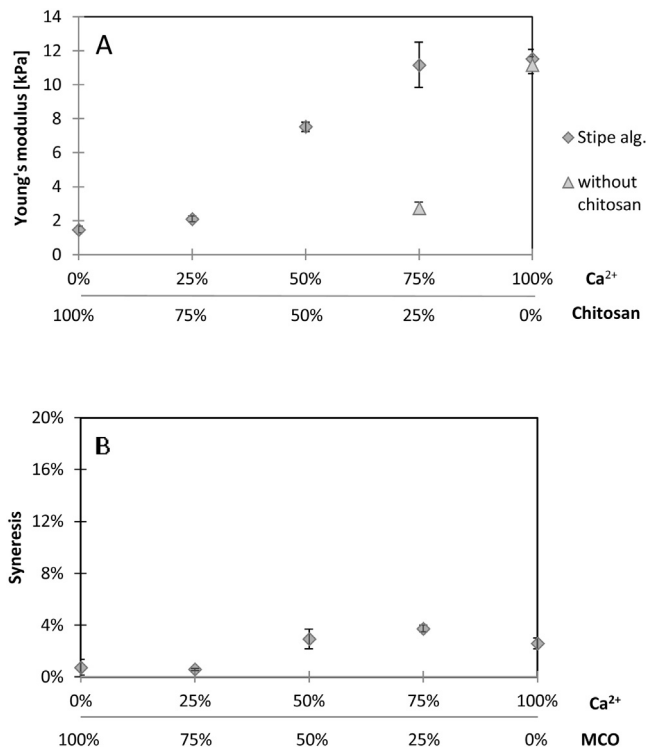 A
Young's modulus [kPa]
14
12
10
8
6
4
2
0
0% 25% 50% 75% 100% Ca²⁺
100% 75% 50% 25% 0% Chitosan
Stipe alg.
without
chitosan
B
Syneresis
20%
16%
12%
8%
4%
0%
0% 25% 50% 75% 100% Ca²⁺
100% 75% 50% 25% 0% MCO